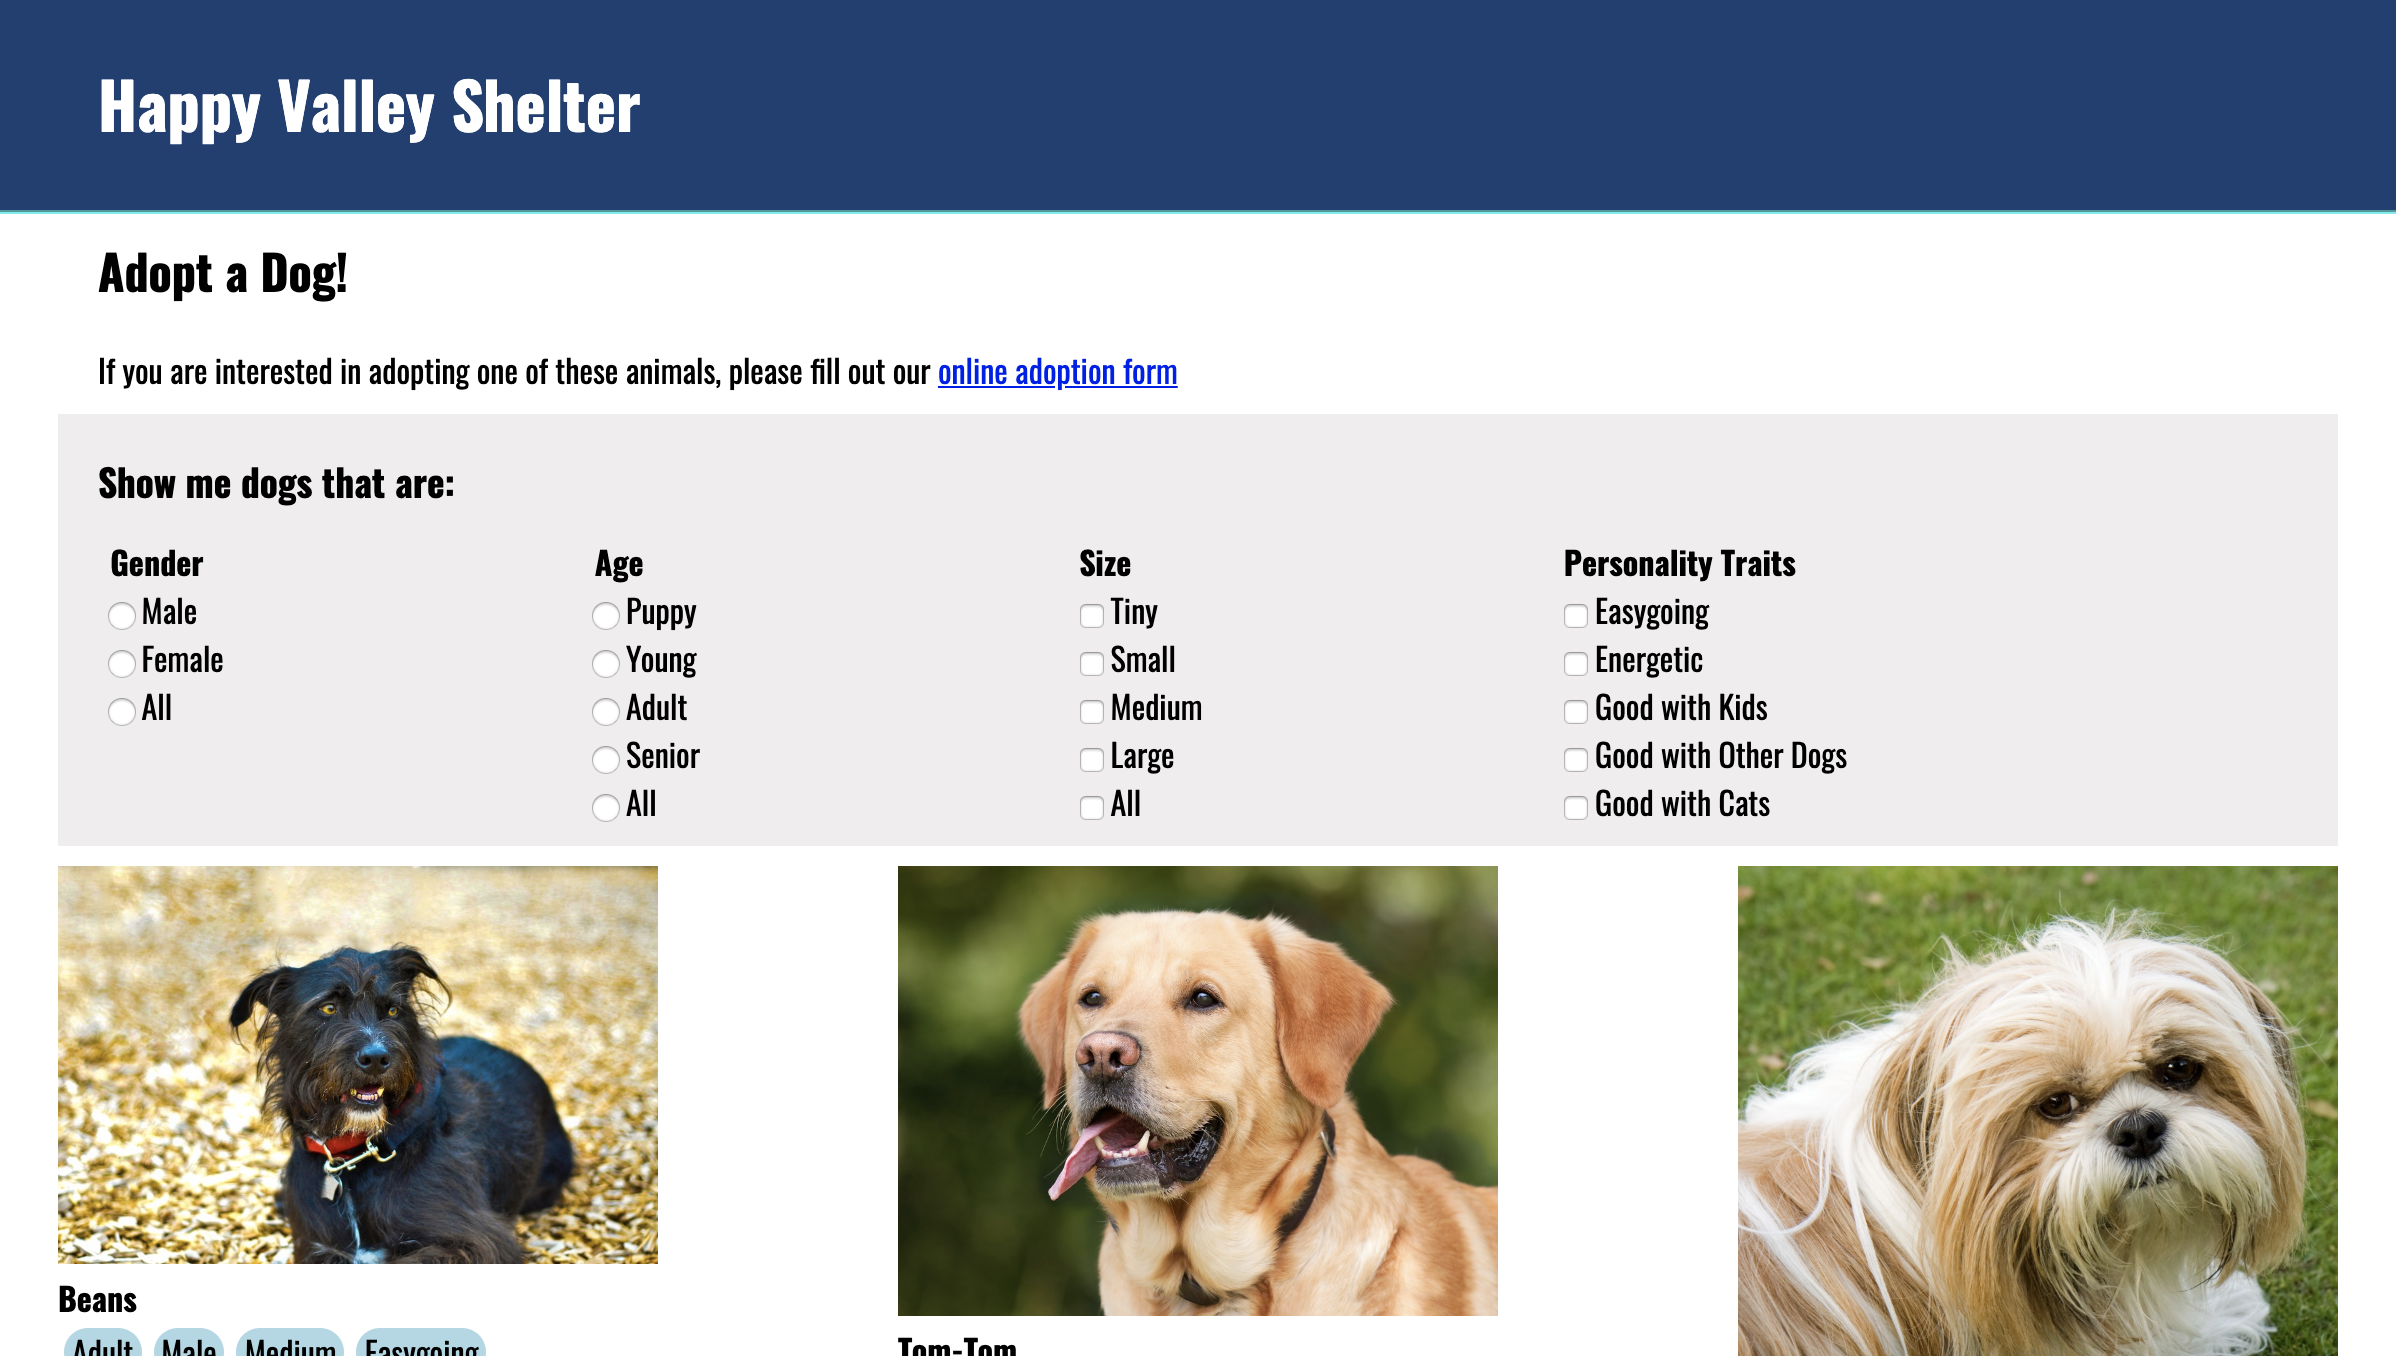 Happy Valley Shelter
Adopt a Dog!
If you are interested in adopting one of these animals, please fill out our online adoption form
Show me dogs that are:
Gender
Male
Female
All
Age
Puppy
Young
Adult
Senior
All
Size
Tiny
Small
Medium
Large
All
Personality Traits
Easygoing
Energetic
Good with Kids
Good with Other Dogs
Good with Cats
Beans
Adult Male Medium Easygoing
Tom-Tom